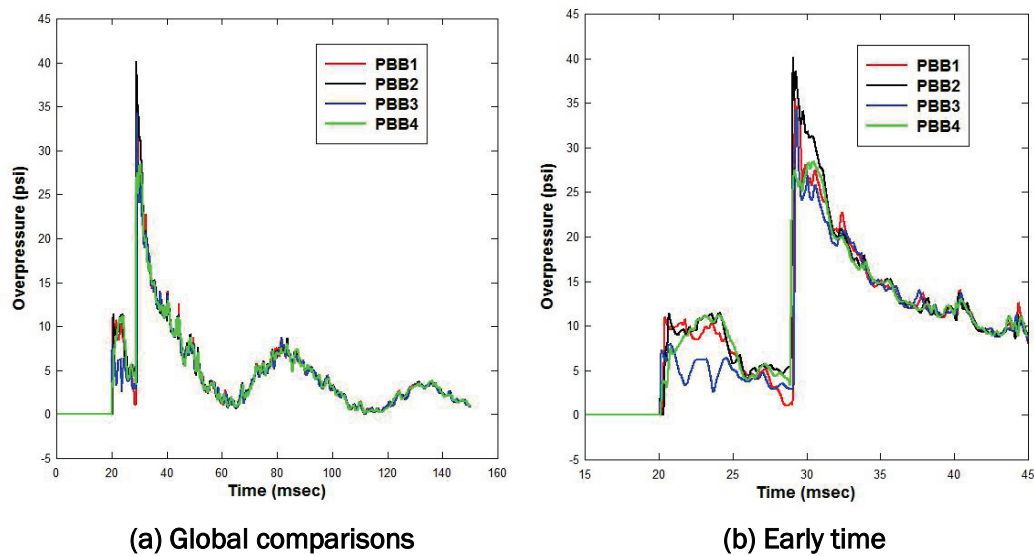 45
40
35
30
25
20
15
10
5
0
-5
Overpressure (psi)
PBB1
PBB2
PBB3
PBB4
0 20 40 60 80 100 120 140 160
Time (msec)
(a) Global comparisons
45
40
35
30
25
20
15
10
5
0
-5
Overpressure (psi)
PBB1
PBB2
PBB3
PBB4
15 20 25 30 35 40 45
Time (msec)
(b) Early time